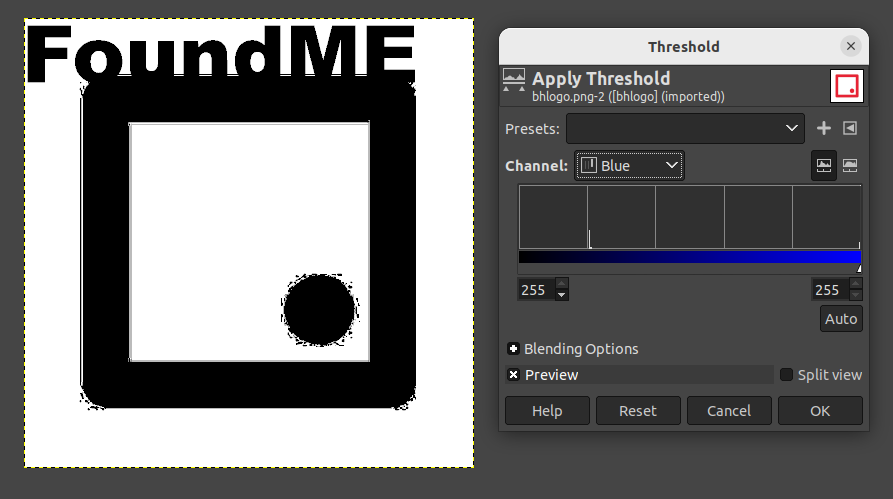 FoundME
Threshold
Apply Threshold
bhlogo.png-2 ([bhlogo] (imported))
Presets:
Channel: Blue
255 255
Auto
Blending Options
Preview Split view
Help Reset Cancel OK